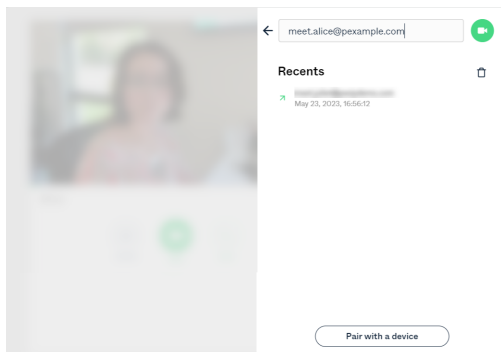 meet.alice@pexample.com
Recents
May 23, 2023, 16:56:12
Pair with a device